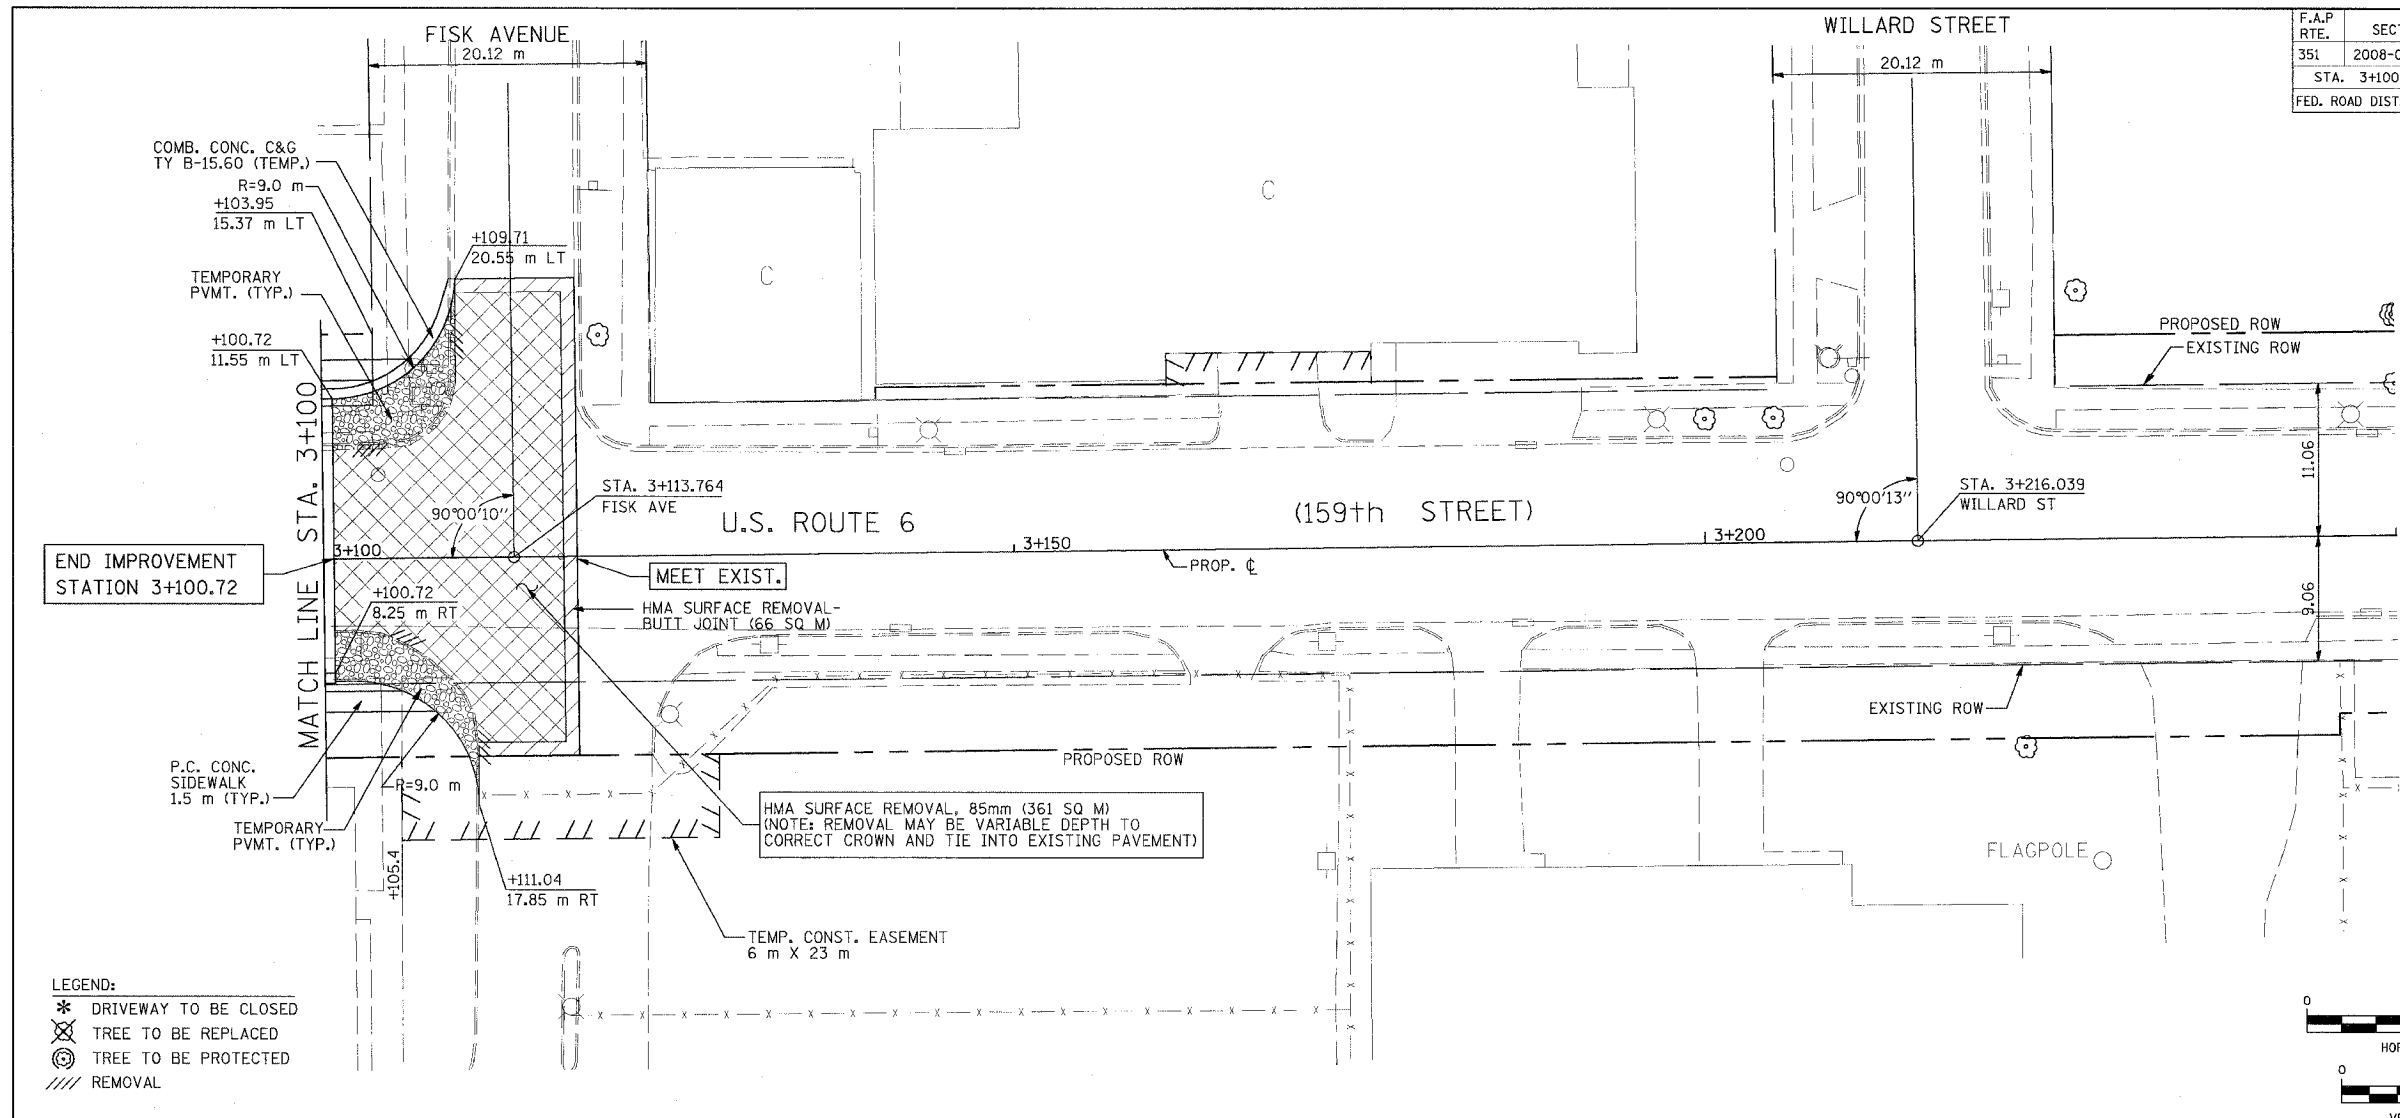 FISK AVENUE
20.12 m
WILLARD STREET
20.12 m
F.A.P
RTE.
351
2008-0
STA. 3+100
FED. ROAD DIST.
COMB. CONC. C&G
TY B-15.60 (TEMP.)
R=9.0 m
+103.95
15.37 m LT
+109.71
20.55 m LT
TEMPORARY
PVMT. (TYP.)
+100.72
11.55 m LT
C
C
PROPOSED ROW
EXISTING ROW
11.06
9.06
MATCH LINE STA. 3+100
STA. 3+113.764
FISK AVE
90°00'10"
U.S. ROUTE 6
(159th STREET)
90°00'13"
STA. 3+216.039
WILLARD ST
3+100
3+150
3+200
PROP. ℄
END IMPROVEMENT
STATION 3+100.72
MEET EXIST.
+100.72
8.25 m RT
HMA SURFACE REMOVAL-
BUTT JOINT (66 SQ M)
EXISTING ROW
PROPOSED ROW
P.C. CONC.
SIDEWALK
1.5 m (TYP.)
R=9.0 m
TEMPORARY
PVMT. (TYP.)
+105.4
HMA SURFACE REMOVAL, 85mm (361 SQ M)
(NOTE: REMOVAL MAY BE VARIABLE DEPTH TO
CORRECT CROWN AND TIE INTO EXISTING PAVEMENT)
+111.04
17.85 m RT
FLAGPOLE
TEMP. CONST. EASEMENT
6 m X 23 m
LEGEND:
DRIVEWAY TO BE CLOSED
TREE TO BE REPLACED
TREE TO BE PROTECTED
REMOVAL
0
HOR
0